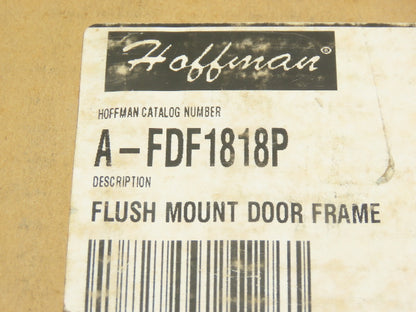 Hoffman®
HOFFMAN CATALOG NUMBER
A-FDF1818P
DESCRIPTION
FLUSH MOUNT DOOR FRAME